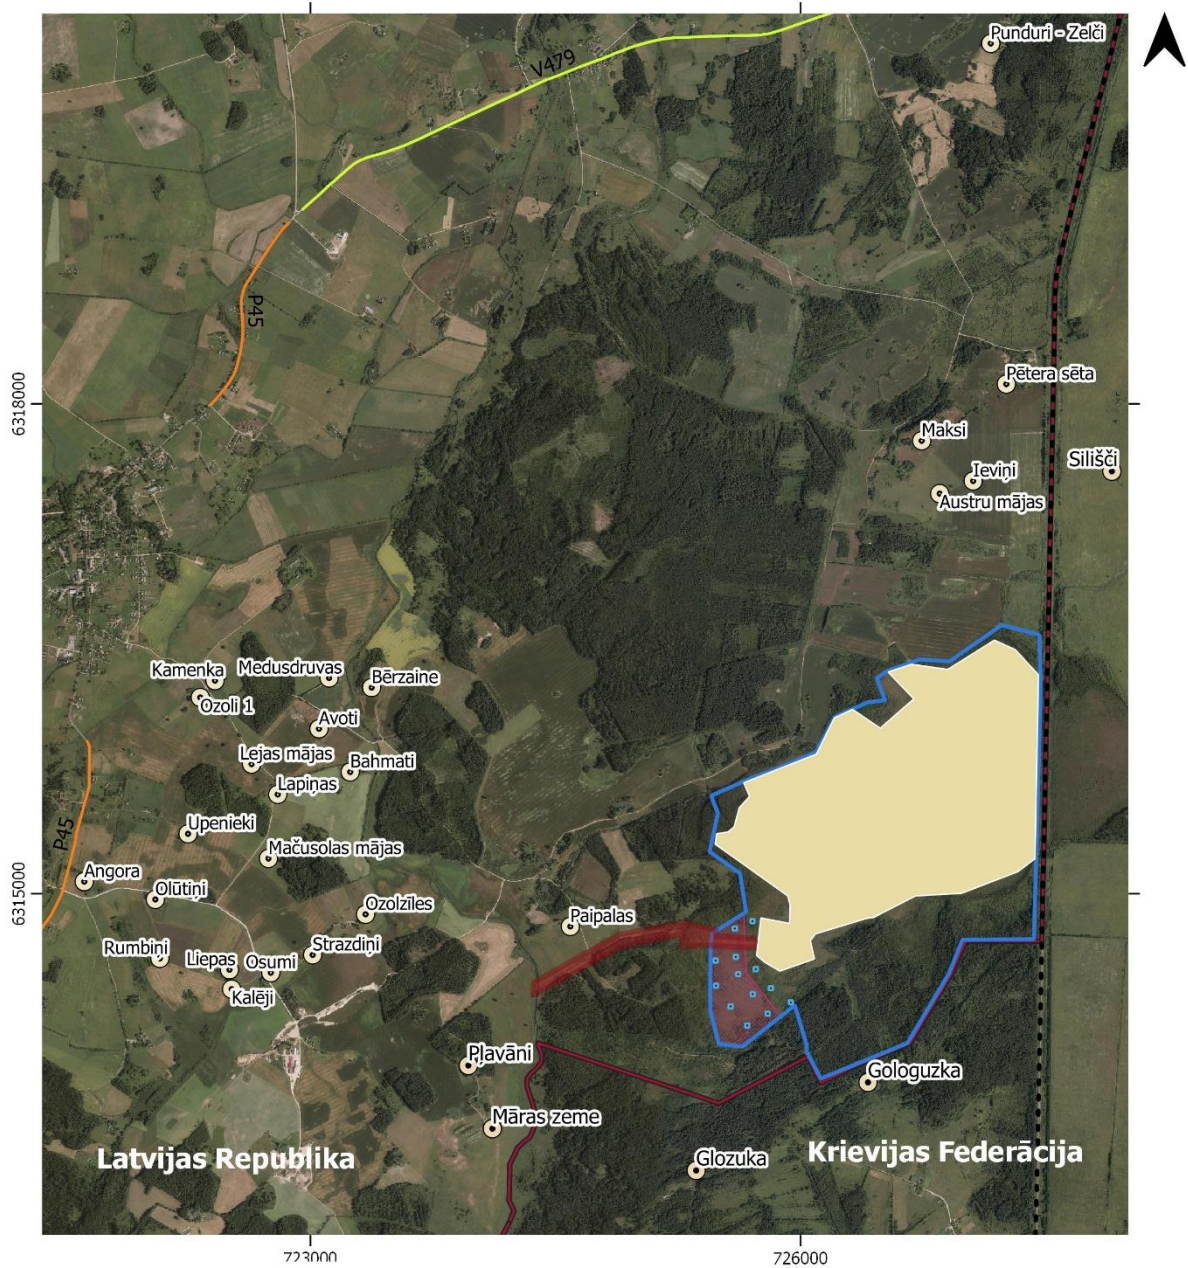 Punduri - Zelči
V479
P45
6318000
Pētera sēta
Maksi
Silišči
Ieviņi
Austru mājas
Kamenka
Medusdruvas
Bērzaine
Ozoli 1
Avoti
Lejas mājas
Bahmati
Lapiņas
P45
Upenieki
Mačusolas mājas
Angora
6315000
Olūtiņi
Ozolzīles
Paipalas
Rumbiņi
Liepas
Osumi
Strazdiņi
Kalēji
Pļavāni
Gologuzka
Māras zeme
Latvijas Republika
Glozuka
Krievijas Federācija
723000
726000